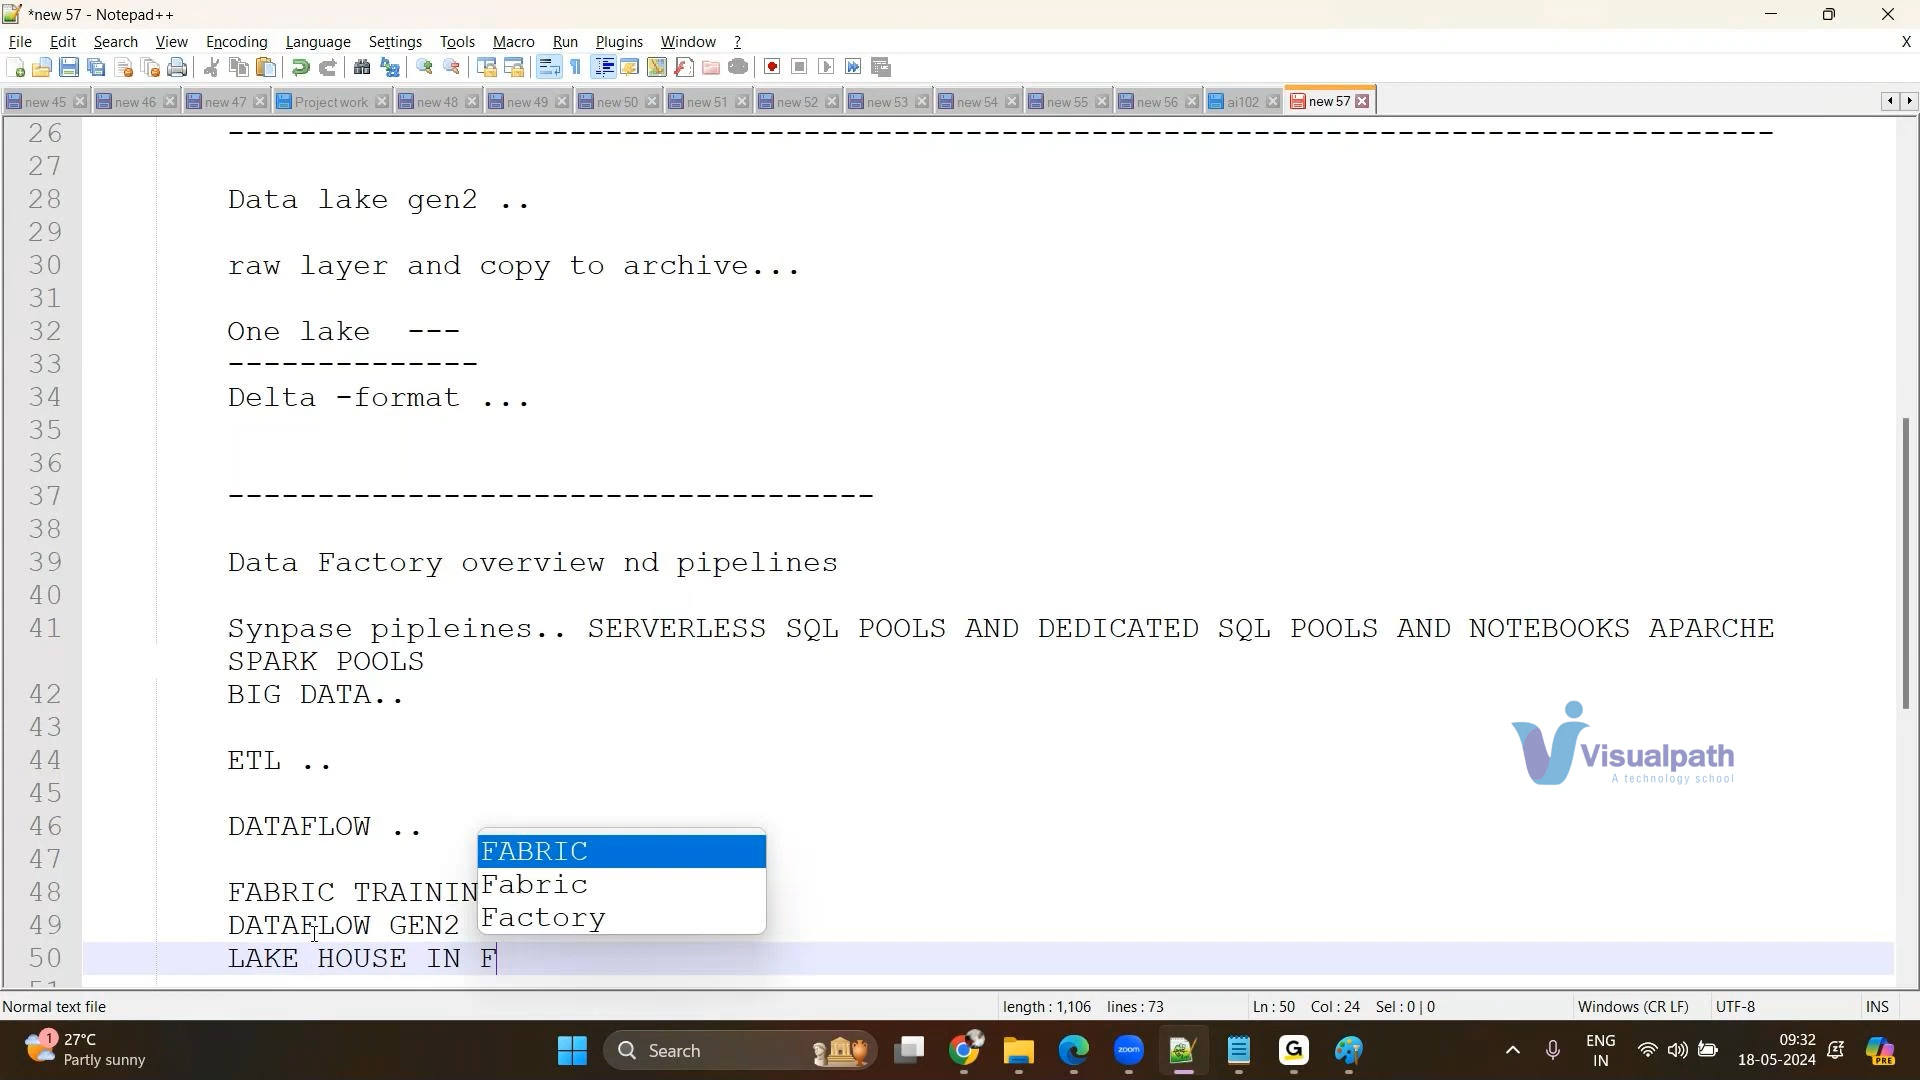 *new 57 - Notepad++
File Edit Search View Encoding Language Settings Tools Macro Run Plugins Window ? X
new 45 new 46 new 47 Project work new 48 new 49 new 50 new 51 new 52 new 53 new 54 new 55 new 56 ai102 new 57
26 --------------------------------------------------------------------------------------
27
28 Data lake gen2 ..
29
30 raw layer and copy to archive...
31
32 One lake  ---
33 --------------
34 Delta -format ...
35
36
37 ------------------------------------
38
39 Data Factory overview nd pipelines
40
41 Synpase pipleines.. SERVERLESS SQL POOLS AND DEDICATED SQL POOLS AND NOTEBOOKS APARCHE
SPARK POOLS
42 BIG DATA..
43
44 ETL ..
45
46 DATAFLOW ..
47
48 FABRIC TRAININ
49 DATAFLOW GEN2
50 LAKE HOUSE IN F
51
FABRIC
Fabric
Factory
Visualpath
A technology school
Normal text file length : 1,106 lines : 73 Ln : 50 Col : 24 Sel : 0 | 0 Windows (CR LF) UTF-8 INS
1 27°C
Partly sunny
Search
zoom
G
ENG
IN
09:32
18-05-2024
PRE